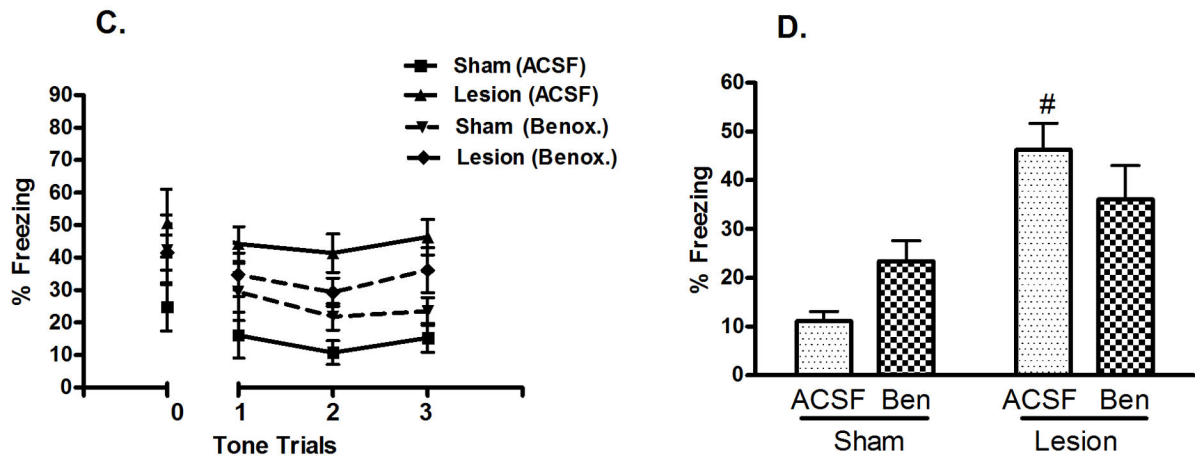 C.
Sham (ACSF)
Lesion (ACSF)
Sham (Benox.)
Lesion (Benox.)
% Freezing
90
80
70
60
50
40
30
20
10
0
0 1 2 3
Tone Trials
D.
% Freezing
60
50
40
30
20
10
0
#
ACSF Ben ACSF Ben
Sham Lesion